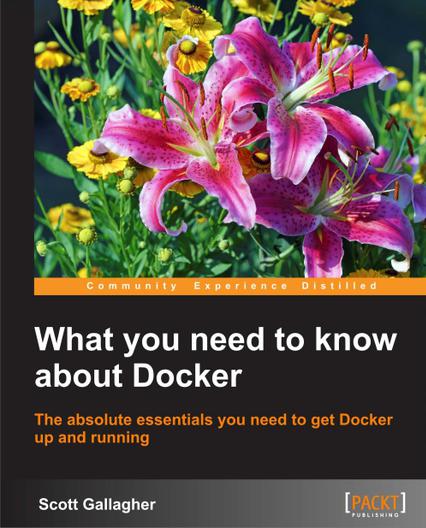 Community Experience Distilled
What you need to know
about Docker
The absolute essentials you need to get Docker
up and running
Scott Gallagher
[PACKT]
PUBLISHING